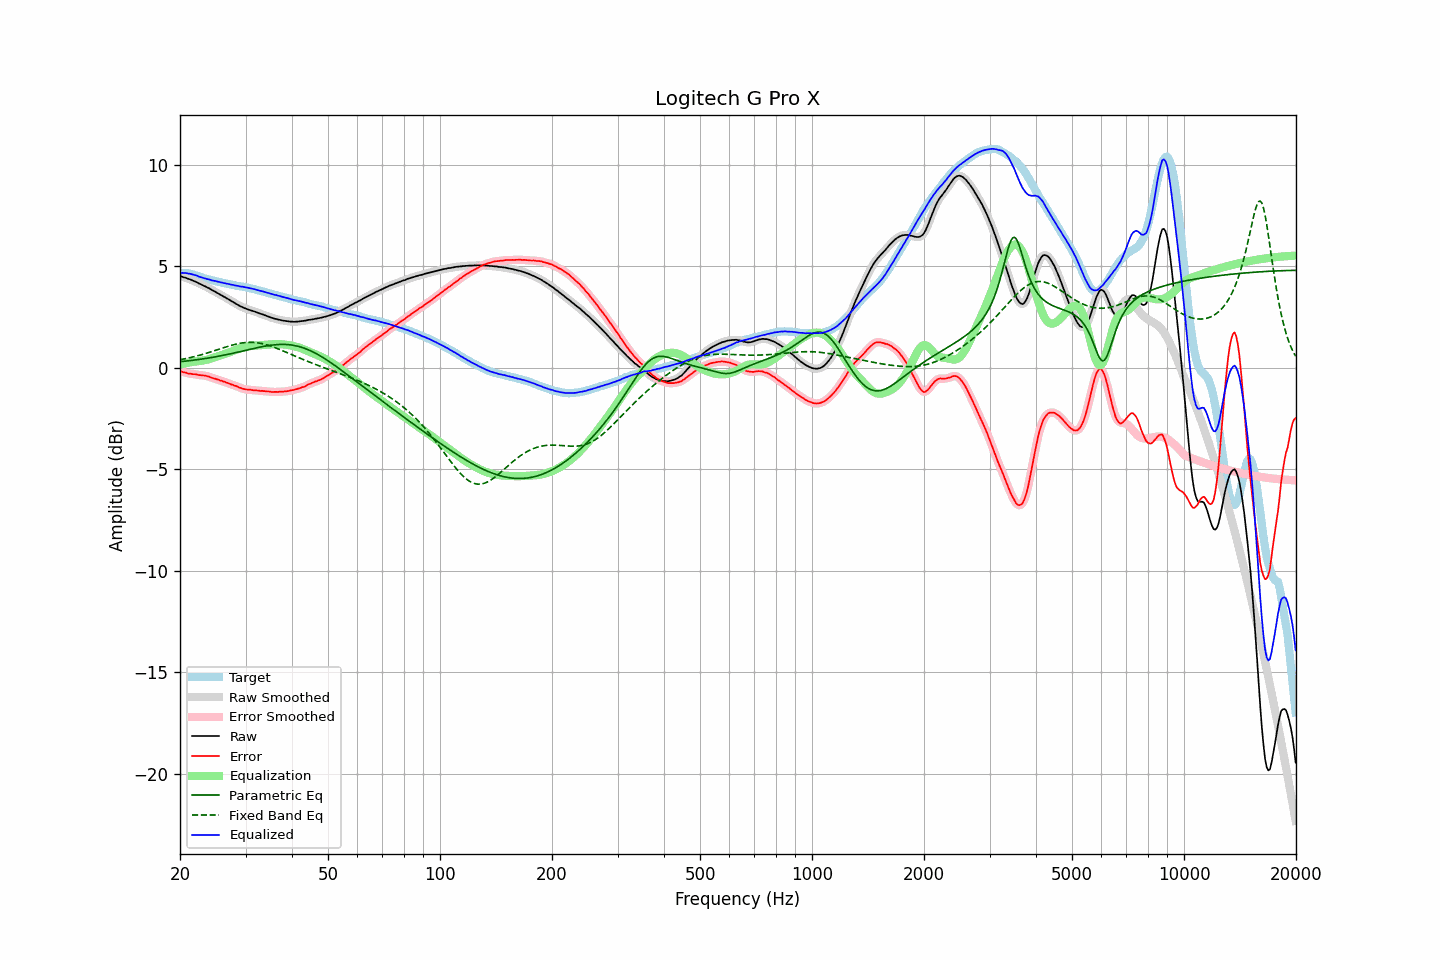 Logitech G Pro X
Amplitude (dBr)
10
5
0
−5
−10
−15
−20
Target
Raw Smoothed
Error Smoothed
Raw
Error
Equalization
Parametric Eq
Fixed Band Eq
Equalized
20 50 100 200 500 1000 2000 5000 10000 20000
Frequency (Hz)